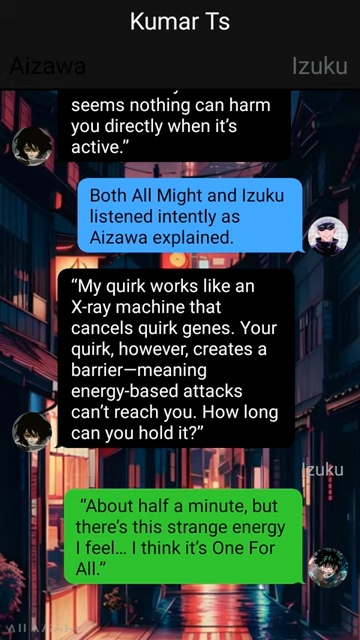 Kumar Ts
Aizawa
Izuku
seems nothing can harm
you directly when it’s
active.”
Both All Might and Izuku
listened intently as
Aizawa explained.
“My quirk works like an
X-ray machine that
cancels quirk genes. Your
quirk, however, creates a
barrier—meaning
energy-based attacks
can’t reach you. How long
can you hold it?”
Izuku
“About half a minute, but
there’s this strange energy
I feel... I think it’s One For
All.”